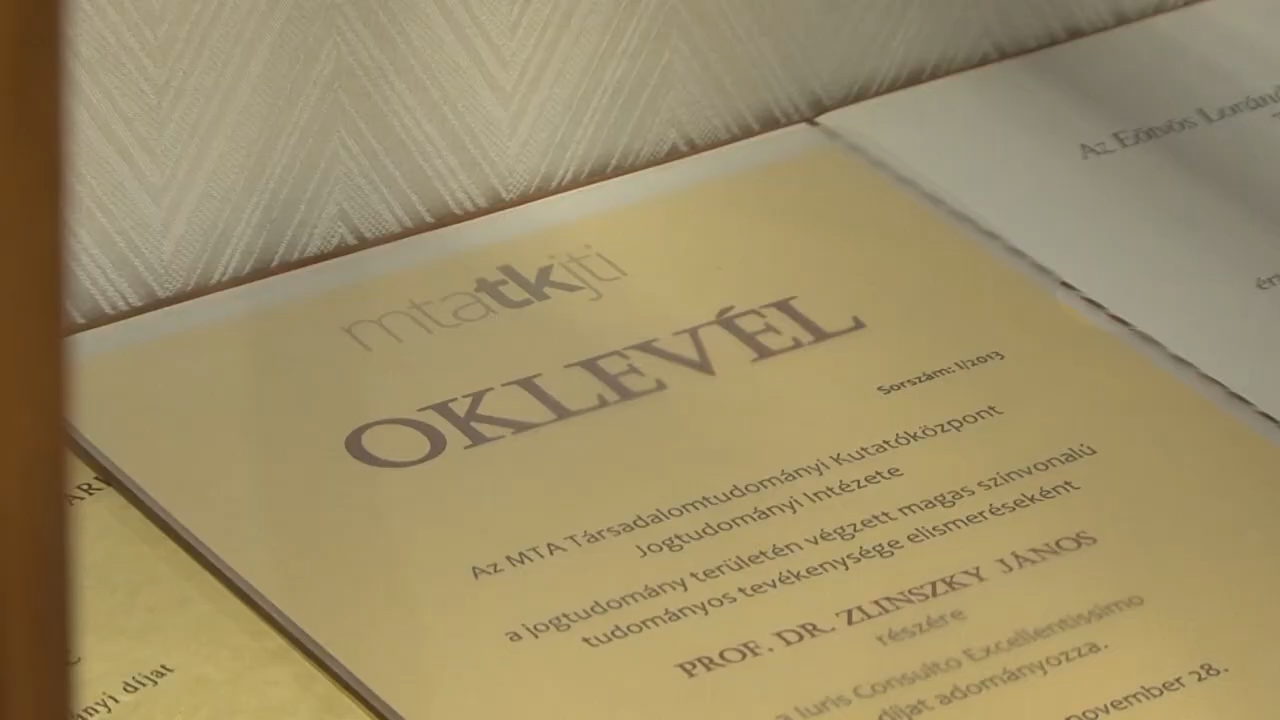 mtatkjti
OKLEVÉL
Sorszám: I/2013
Az MTA Társadalomtudományi Kutatóközpont
Jogtudományi Intézete
a jogtudomány területén végzett magas színvonalú
tudományos tevékenysége elismeréseként
PROF. DR. ZLINSZKY JÁNOS
részére
a Iuris Consulto Excellentissimo
díjat adományozza.
november 28.
Az Eötvös Loránd
díjat